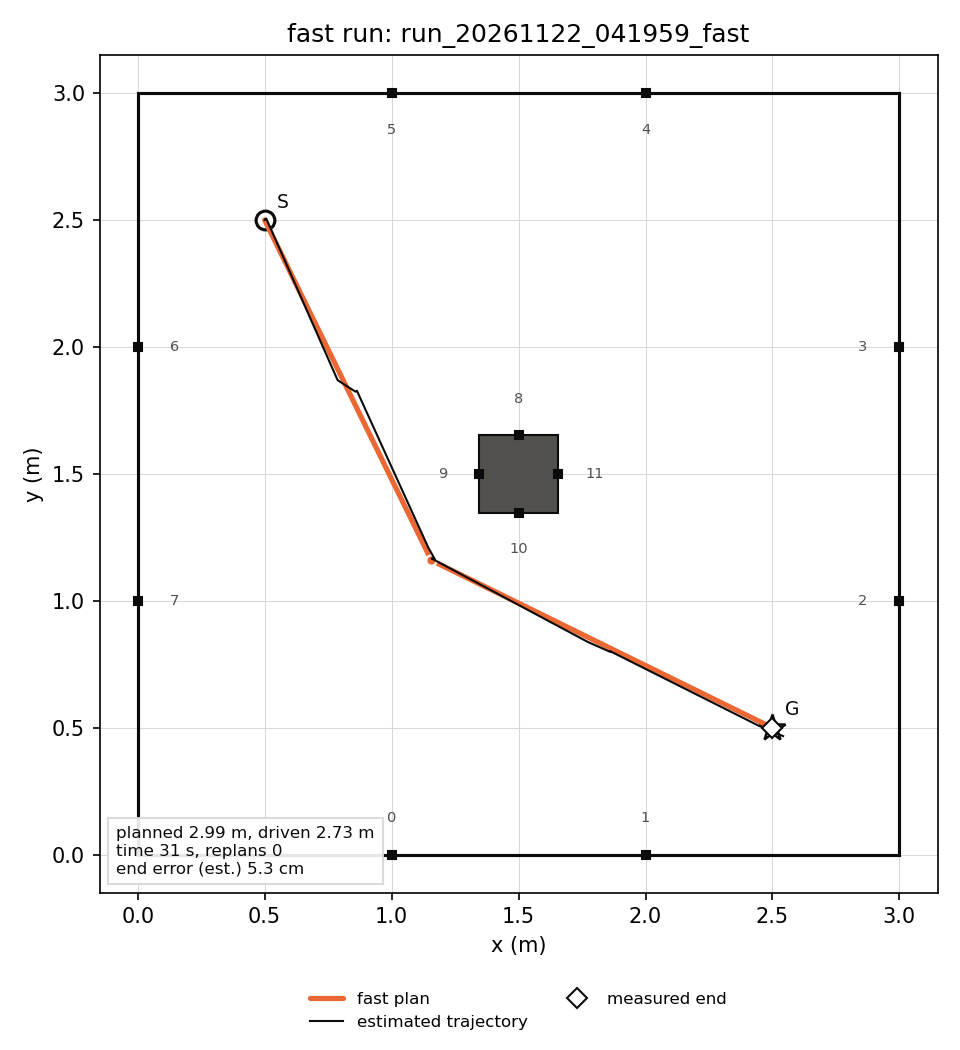 fast run: run_20261122_041959_fast
3.0
2.5
2.0
1.5
1.0
0.5
0.0
y (m)
5
4
S
6
3
8
9
11
10
7
2
G
0
1
planned 2.99 m, driven 2.73 m
time 31 s, replans 0
end error (est.) 5.3 cm
0.0
0.5
1.0
1.5
2.0
2.5
3.0
x (m)
fast plan
estimated trajectory
measured end